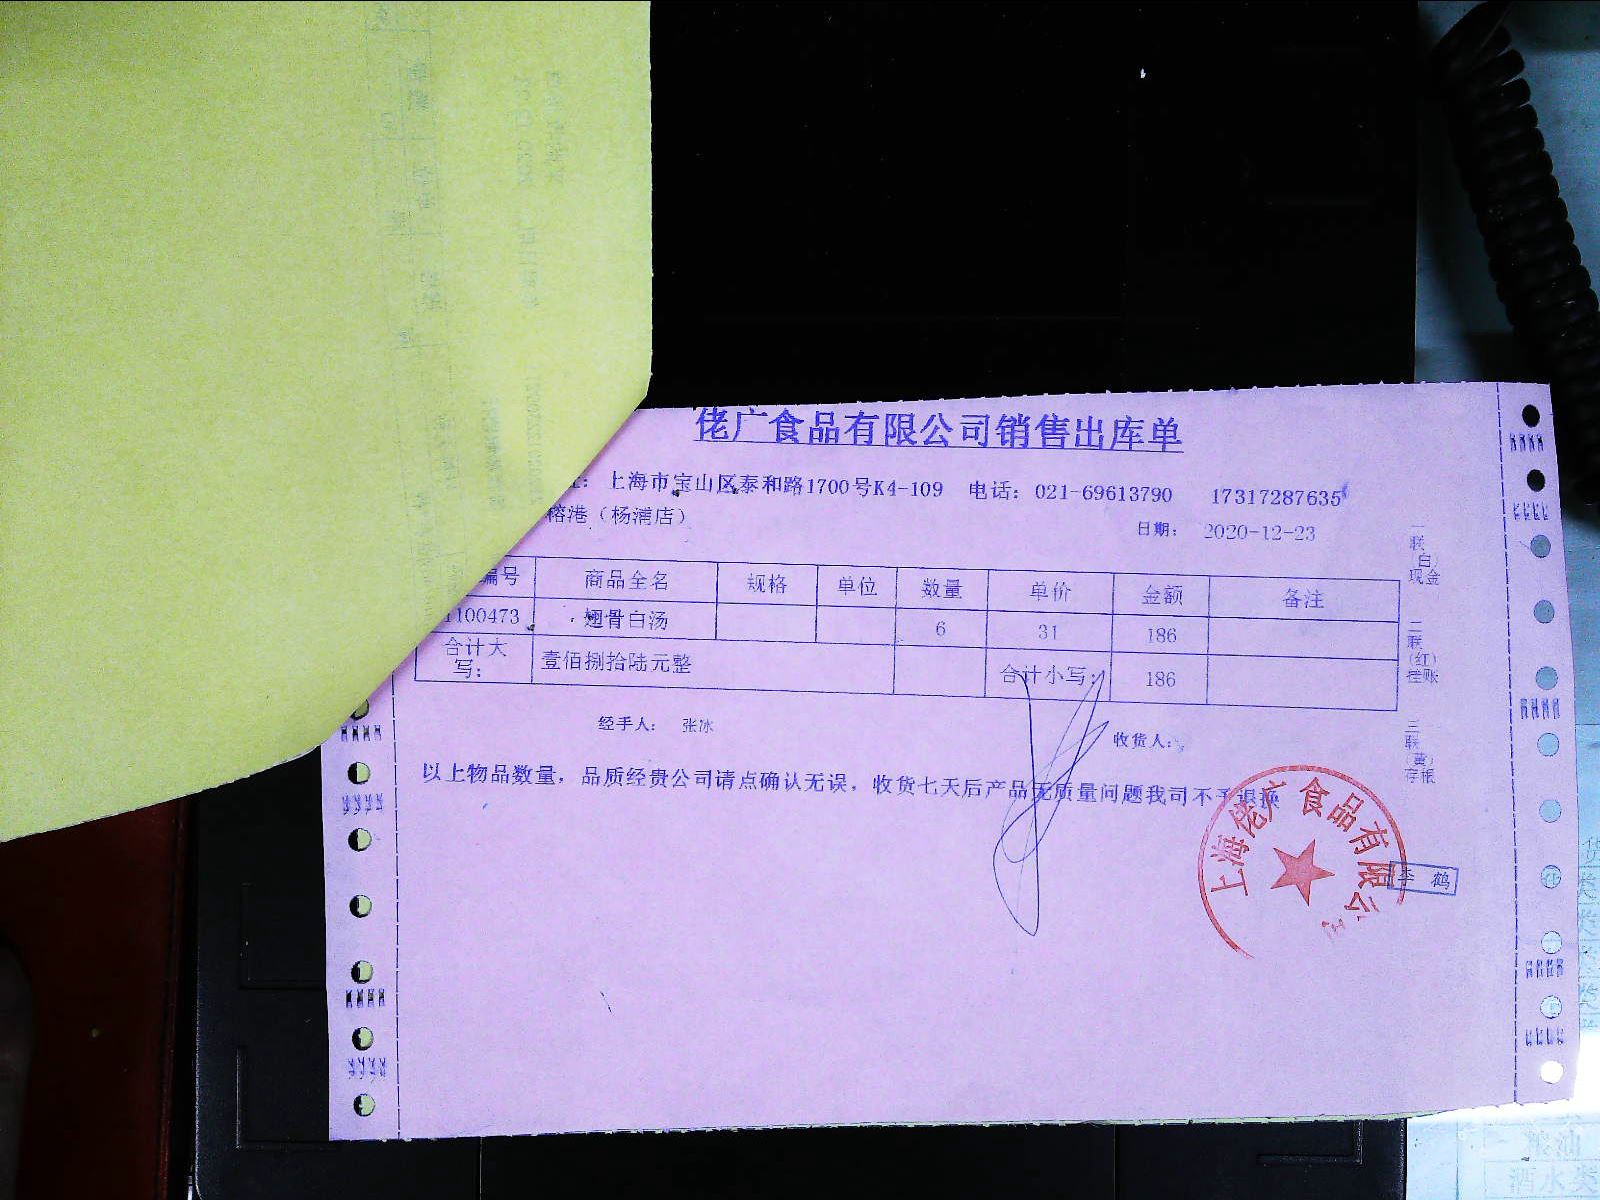 佬广食品有限公司销售出库单
上海市宝山区泰和路1700号K4-109 电话：021-69613790 17317287635
榕港（杨浦店）
日期： 2020-12-23
编号 商品全名 规格 单位 数量 单价 金额 备注
1100473 翅骨白汤 6 31 186
合计大写： 壹佰捌拾陆元整 合计小写： 186
经手人： 张冰 收货人：
以上物品数量，品质经贵公司请点确认无误，收货七天后产品无质量问题我司不予退换
一联（白）现金
二联（红）挂账
三联（黄）存根
上海佬广食品有限公司
李鹤
粮油
酒水类